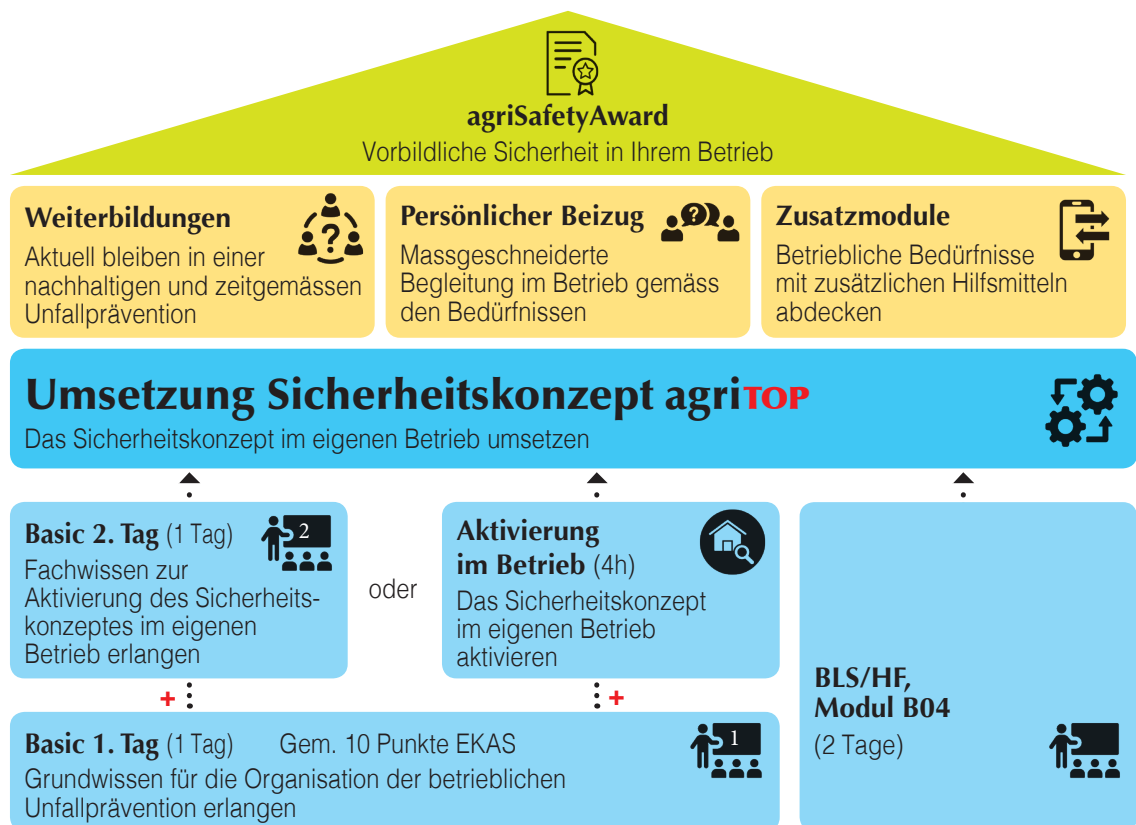 agriSafetyAward
Vorbildliche Sicherheit in Ihrem Betrieb
Weiterbildungen
Aktuell bleiben in einer
nachhaltigen und zeitgemässen
Unfallprävention
?
Persönlicher Beizug
Massgeschneiderte
Begleitung im Betrieb gemäss
den Bedürfnissen
?
Zusatzmodule
Betriebliche Bedürfnisse
mit zusätzlichen Hilfsmitteln
abdecken
Umsetzung Sicherheitskonzept agriTOP
Das Sicherheitskonzept im eigenen Betrieb umsetzen
Basic 2. Tag (1 Tag)
2
Fachwissen zur
Aktivierung des Sicherheits-
konzeptes im eigenen
Betrieb erlangen
oder
Aktivierung
im Betrieb (4h)
Das Sicherheitskonzept
im eigenen Betrieb
aktivieren
+
+
Basic 1. Tag (1 Tag) Gem. 10 Punkte EKAS
1
Grundwissen für die Organisation der betrieblichen
Unfallprävention erlangen
BLS/HF,
Modul B04
(2 Tage)